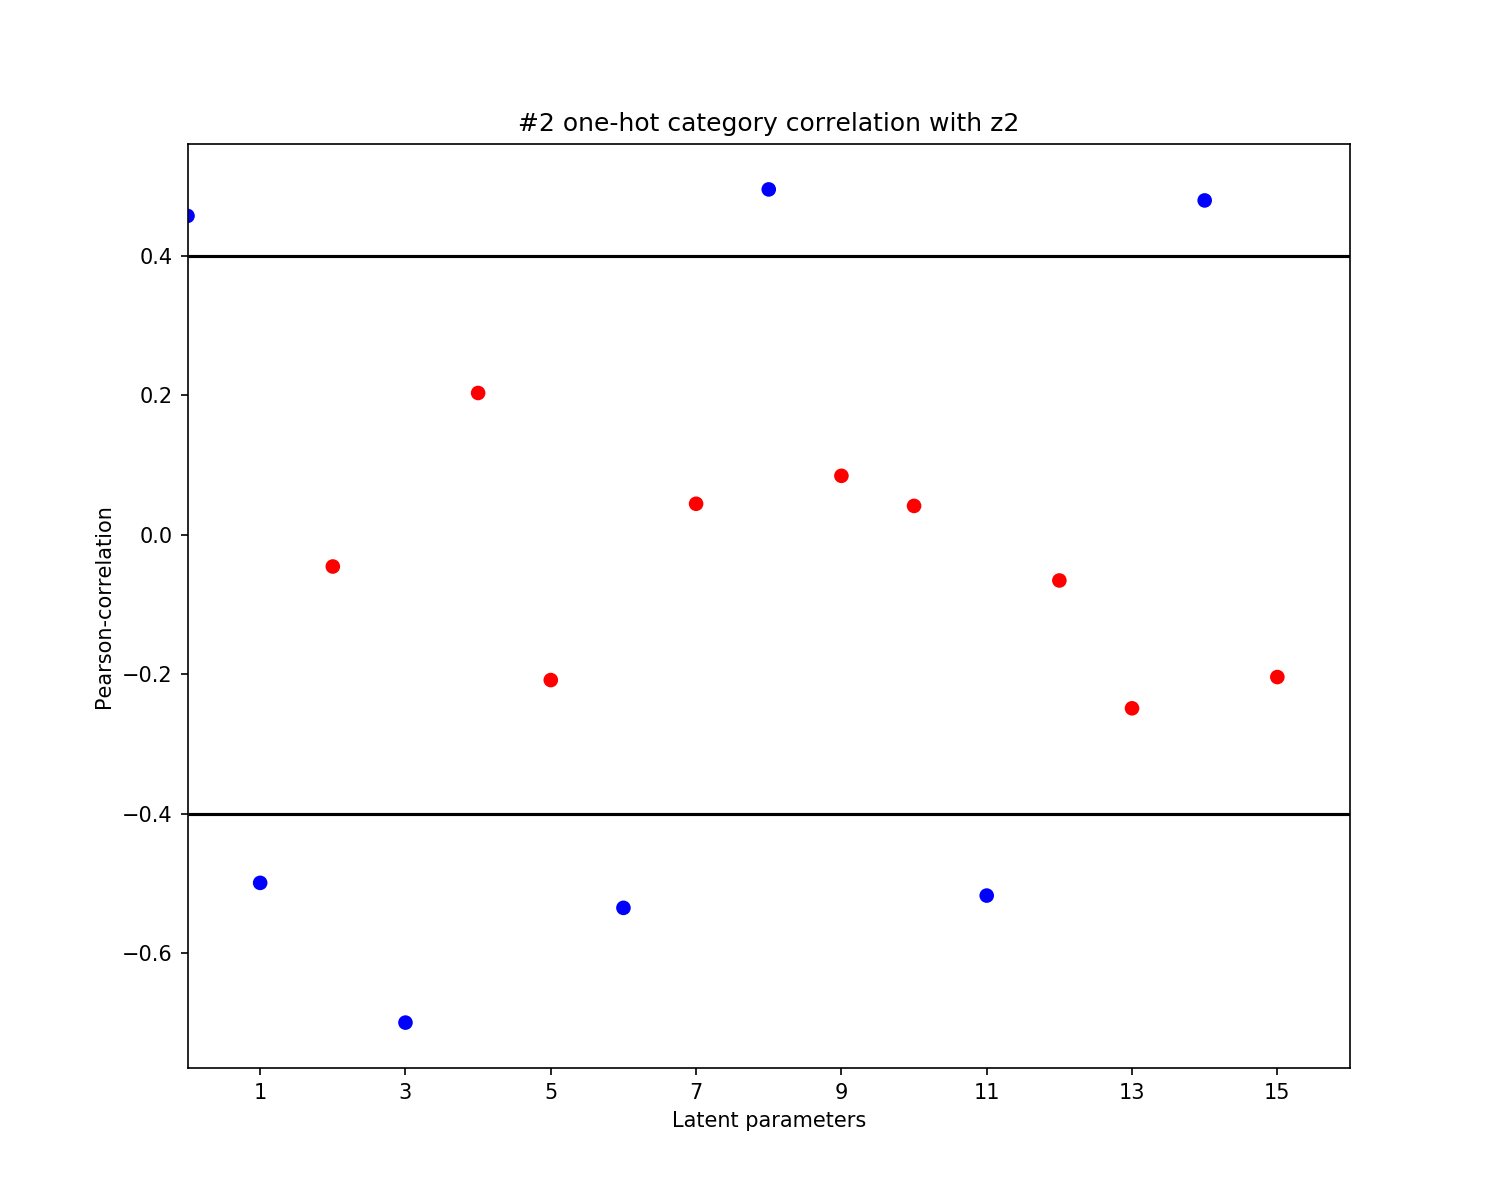 #2 one-hot category correlation with z2
Pearson-correlation
0.4
0.2
0.0
−0.2
−0.4
−0.6
1 3 5 7 9 11 13 15
Latent parameters